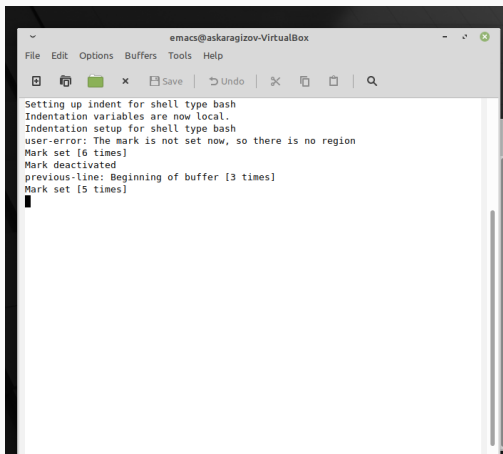 emacs@askaragizov-VirtualBox
File Edit Options Buffers Tools Help
Save Undo
Setting up indent for shell type bash
Indentation variables are now local.
Indentation setup for shell type bash
user-error: The mark is not set now, so there is no region
Mark set [6 times]
Mark deactivated
previous-line: Beginning of buffer [3 times]
Mark set [5 times]